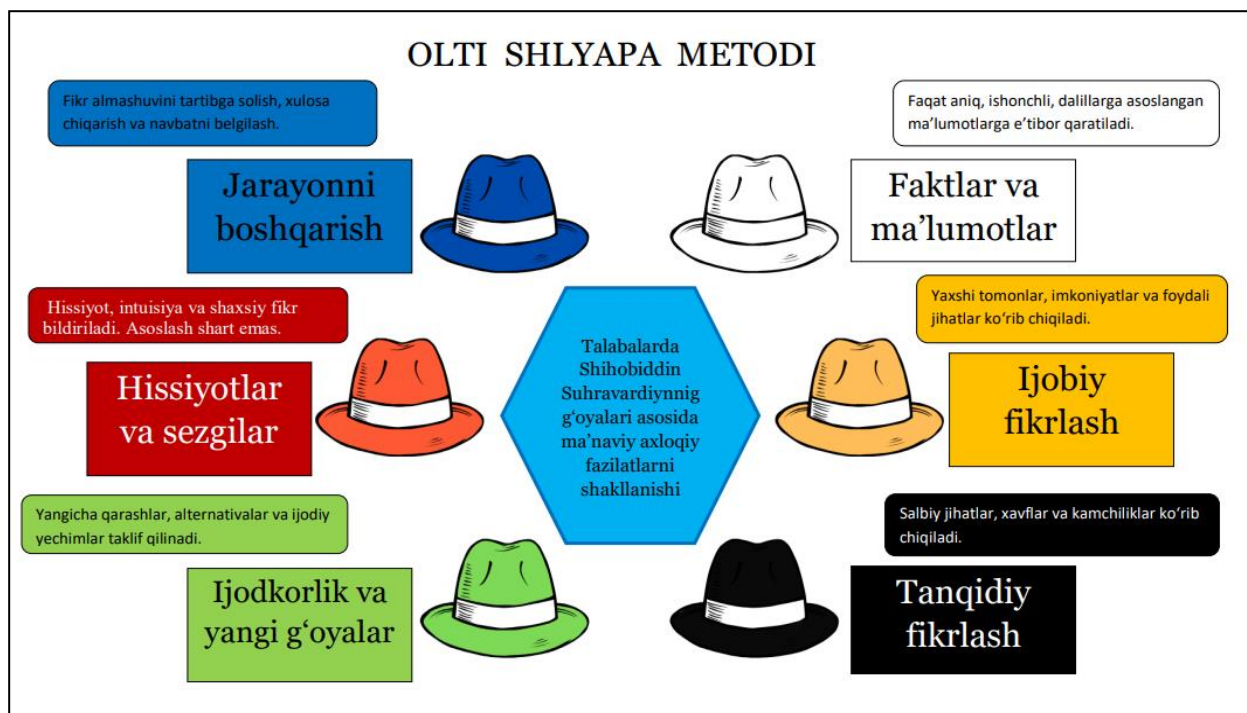 OLTI SHLYAPA METODI
Fikr almashuvini tartibga solish, xulosa
chiqarish va navbatni belgilash.
Jarayonni
boshqarish
Faqat aniq, ishonchli, dalillarga asoslangan
ma’lumotlarga e’tibor qaratiladi.
Faktlar va
ma’lumotlar
Hissiyot, intuisiya va shaxsiy fikr
bildiriladi. Asoslash shart emas.
Hissiyotlar
va sezgilar
Talabalarda
Shihobiddin
Suhravardiynnig
g‘oyalari asosida
ma’naviy axloqiy
fazilatlarni
shakllanishi
Yaxshi tomonlar, imkoniyatlar va foydali
jihatlar ko‘rib chiqiladi.
Ijobiy
fikrlash
Yangicha qarashlar, alternativalar va ijodiy
yechimlar taklif qilinadi.
Ijodkorlik va
yangi g‘oyalar
Salbiy jihatlar, xavflar va kamchiliklar ko‘rib
chiqiladi.
Tanqidiy
fikrlash